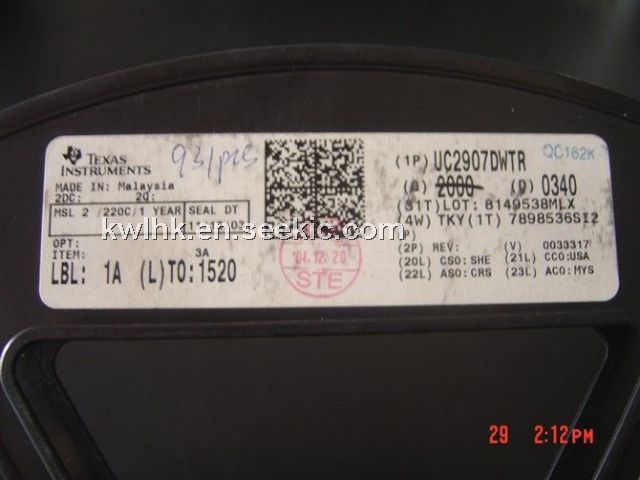 TEXAS INSTRUMENTS
931pcs
MADE IN: Malaysia
2DC: 2Q:
MSL 2 /220C/1 YEAR SEAL DT
OPT:
ITEM: 3A
LBL: 1A (L)TO:1520
(1P) UC2907DWTR QC162K
(Q) 2000 (D) 0340
(31T)LOT: 8149538MLX
(4W) TKY(1T) 7898536SI2
(P)
(2P) REV: (V) 0033317
(20L) CSO:SHE (21L) CCO:USA
(22L) ASO:CRS (23L) ACO:MYS
'04.12.20
STE
kwlhk.en.seekic.com
29 2:12PM